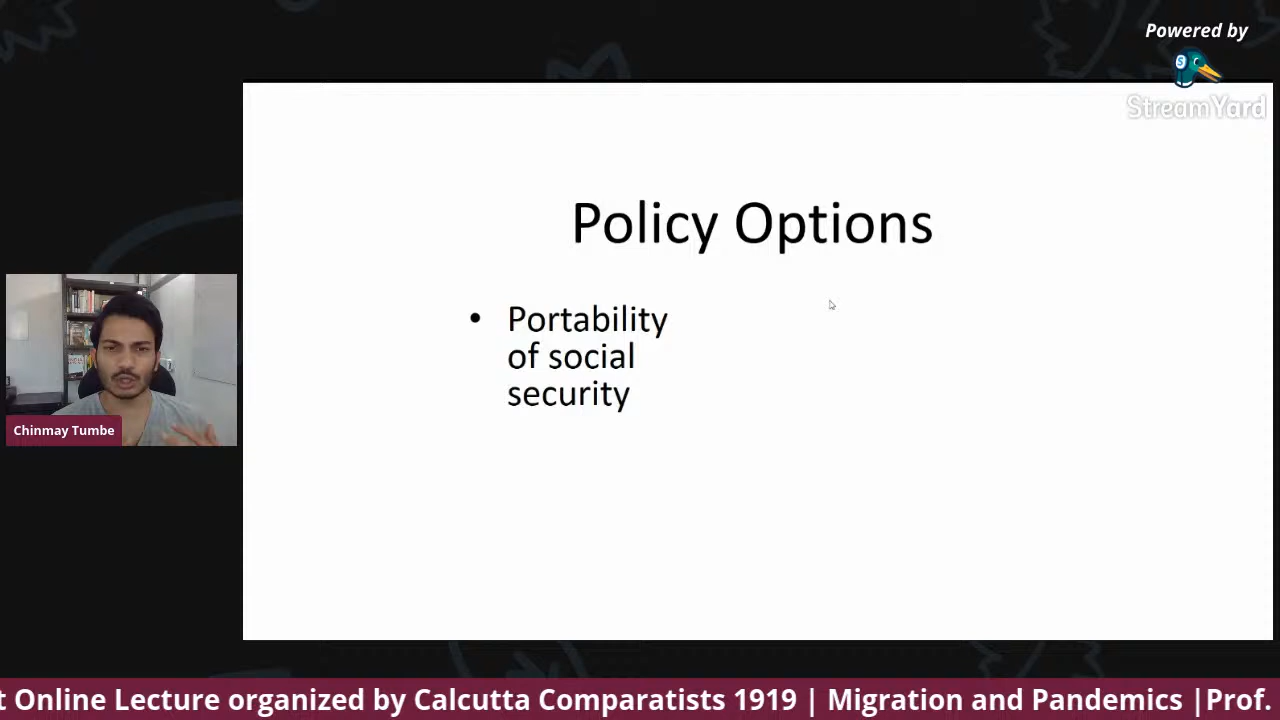 Powered by
StreamYard
Policy Options
• Portability
of social
security
Chinmay Tumbe
t Online Lecture organized by Calcutta Comparatists 1919 | Migration and Pandemics |Prof.